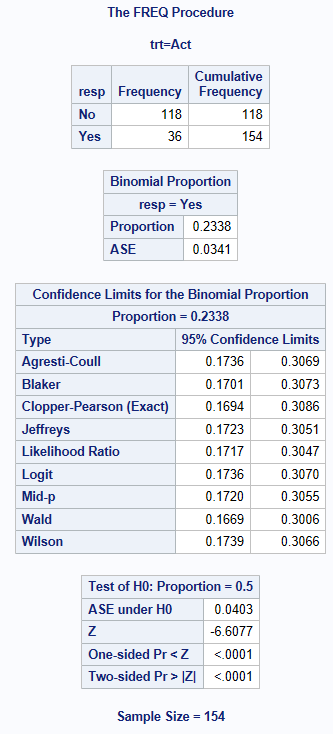 The FREQ Procedure
trt=Act
resp Frequency Cumulative Frequency
No 118 118
Yes 36 154
Binomial Proportion
resp = Yes
Proportion 0.2338
ASE 0.0341
Confidence Limits for the Binomial Proportion
Proportion = 0.2338
Type 95% Confidence Limits
Agresti-Coull 0.1736 0.3069
Blaker 0.1701 0.3073
Clopper-Pearson (Exact) 0.1694 0.3086
Jeffreys 0.1723 0.3051
Likelihood Ratio 0.1717 0.3047
Logit 0.1736 0.3070
Mid-p 0.1720 0.3055
Wald 0.1669 0.3006
Wilson 0.1739 0.3066
Test of H0: Proportion = 0.5
ASE under H0 0.0403
Z -6.6077
One-sided Pr < Z <.0001
Two-sided Pr > |Z| <.0001
Sample Size = 154